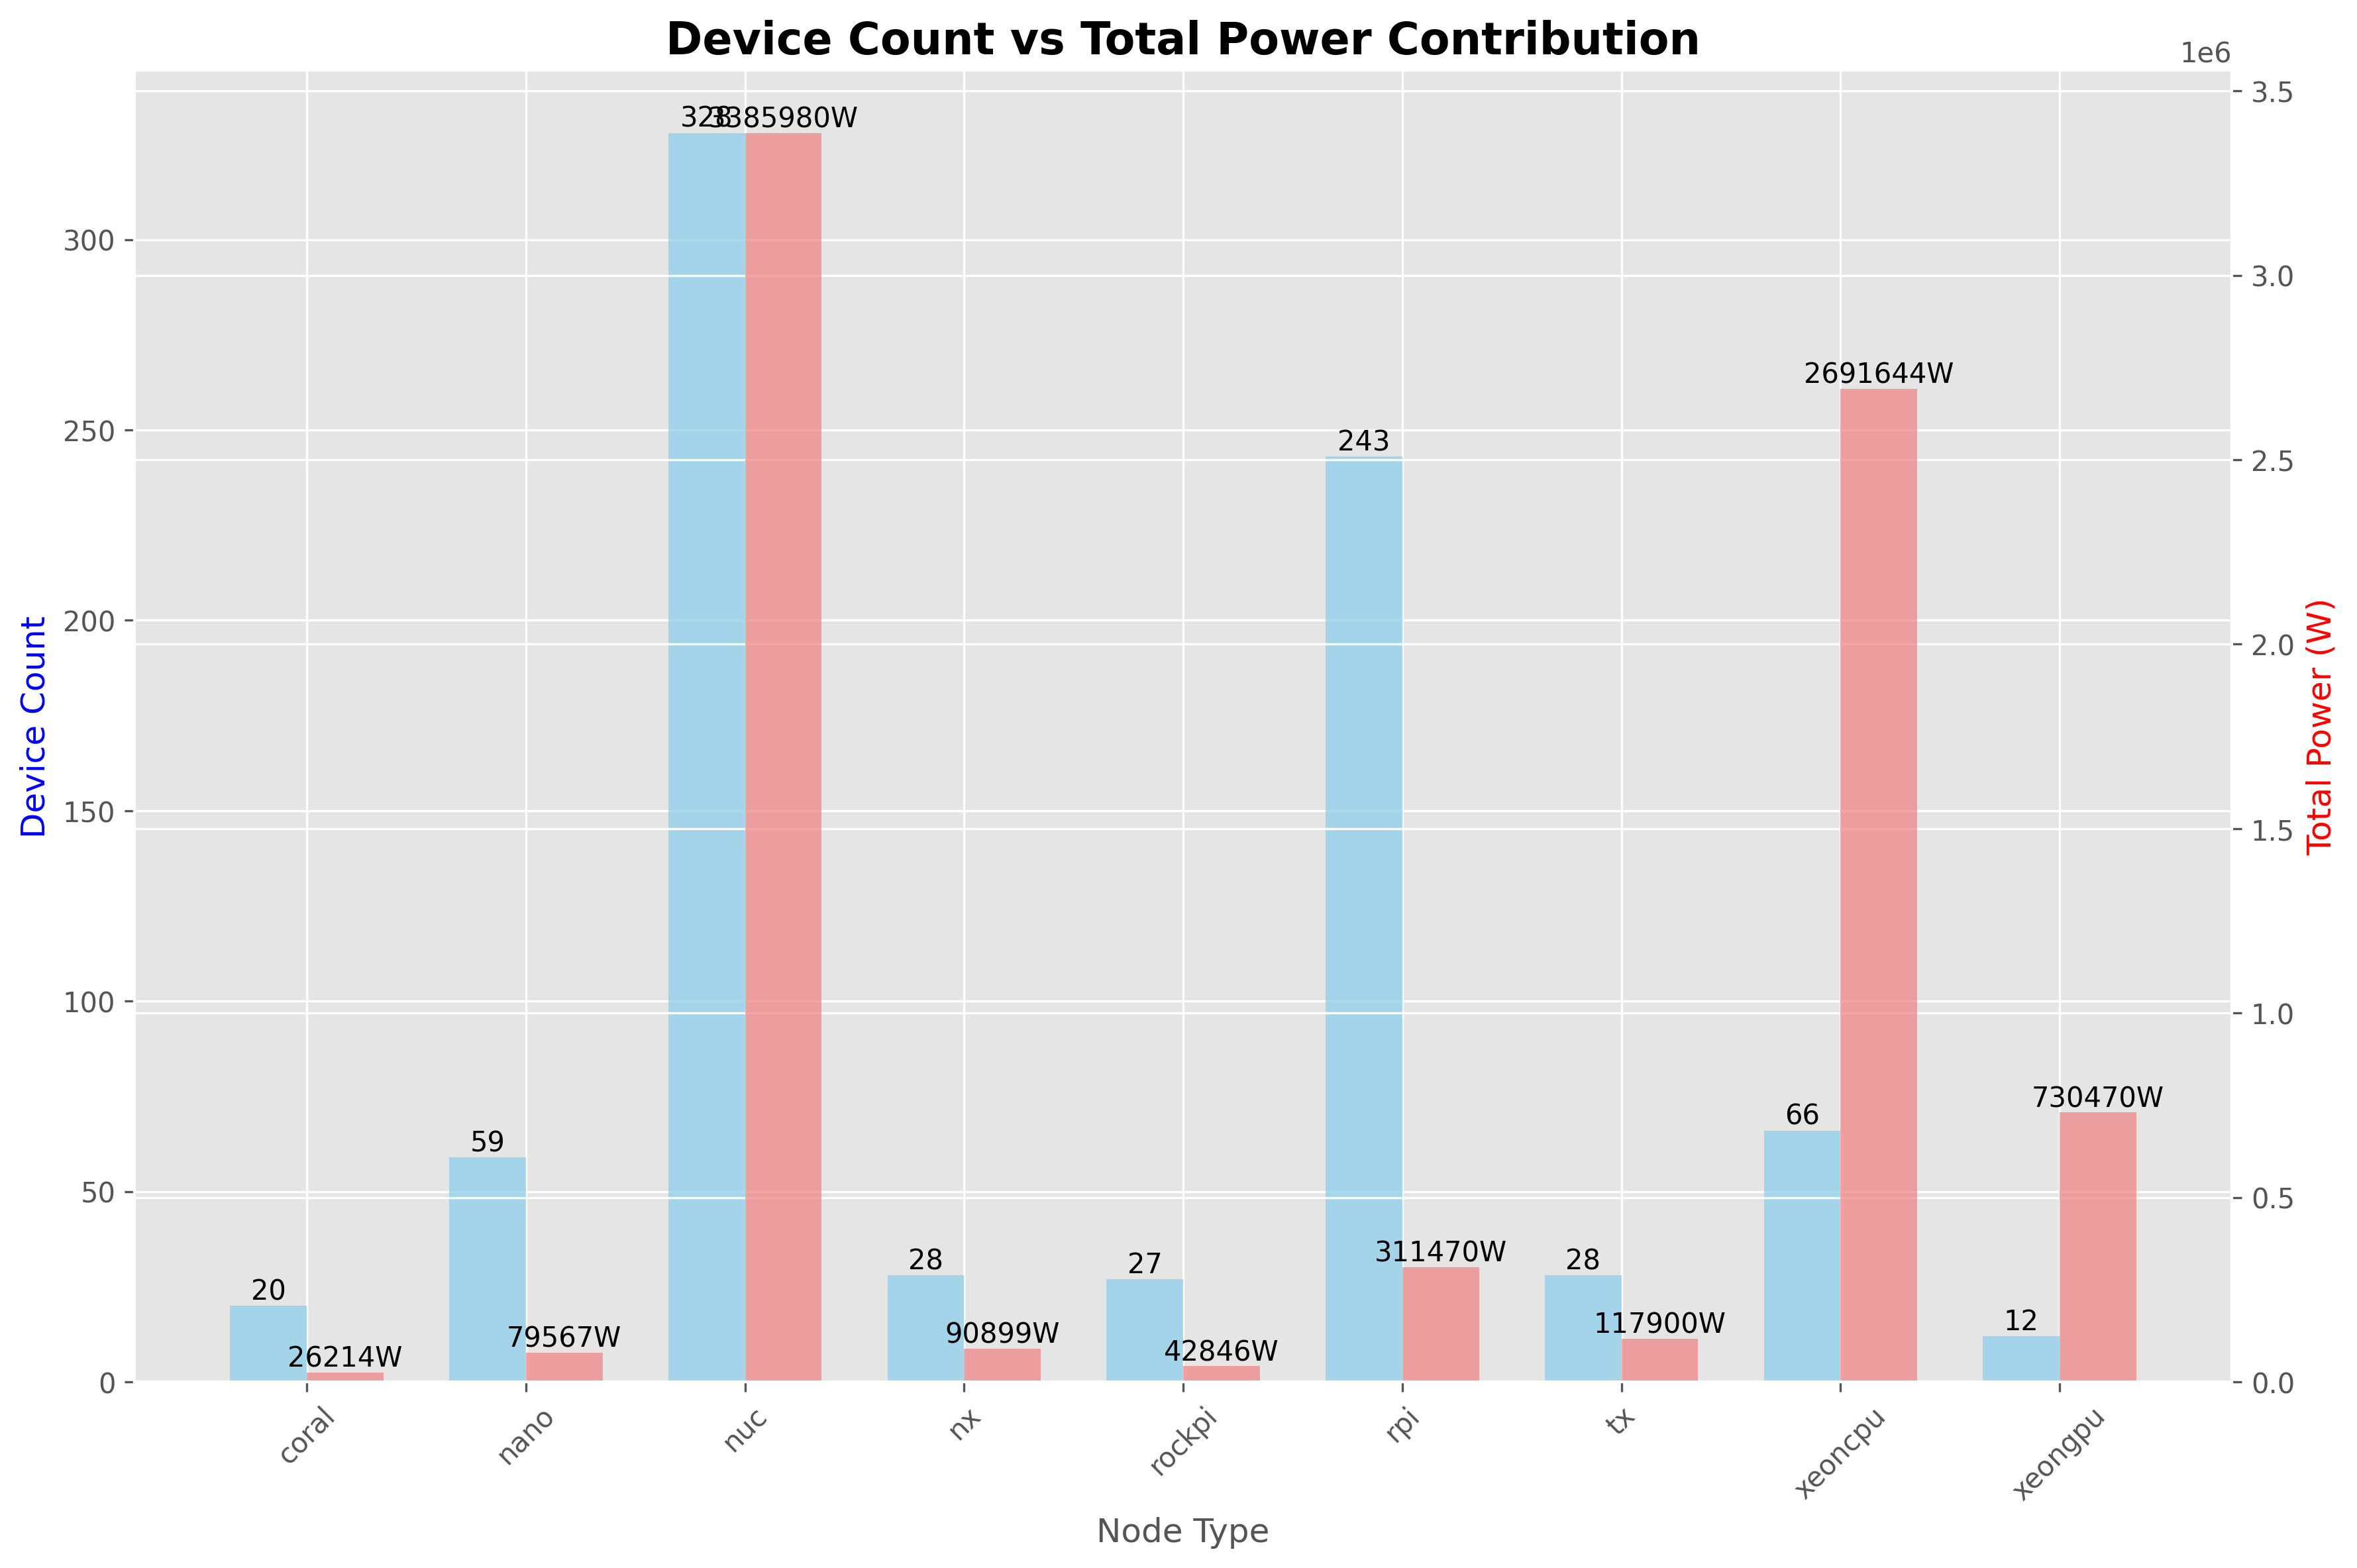 Device Count vs Total Power Contribution
1e6
Device Count
300
250
200
150
100
50
0
3.5
3.0
2.5
2.0
1.5
1.0
0.5
0.0
Total Power (W)
20
59
328
28
27
243
28
66
12
26214W
79567W
3385980W
90899W
42846W
311470W
117900W
2691644W
730470W
coral
nano
nuc
nx
rockpi
rpi
tx
xeoncpu
xeongpu
Node Type